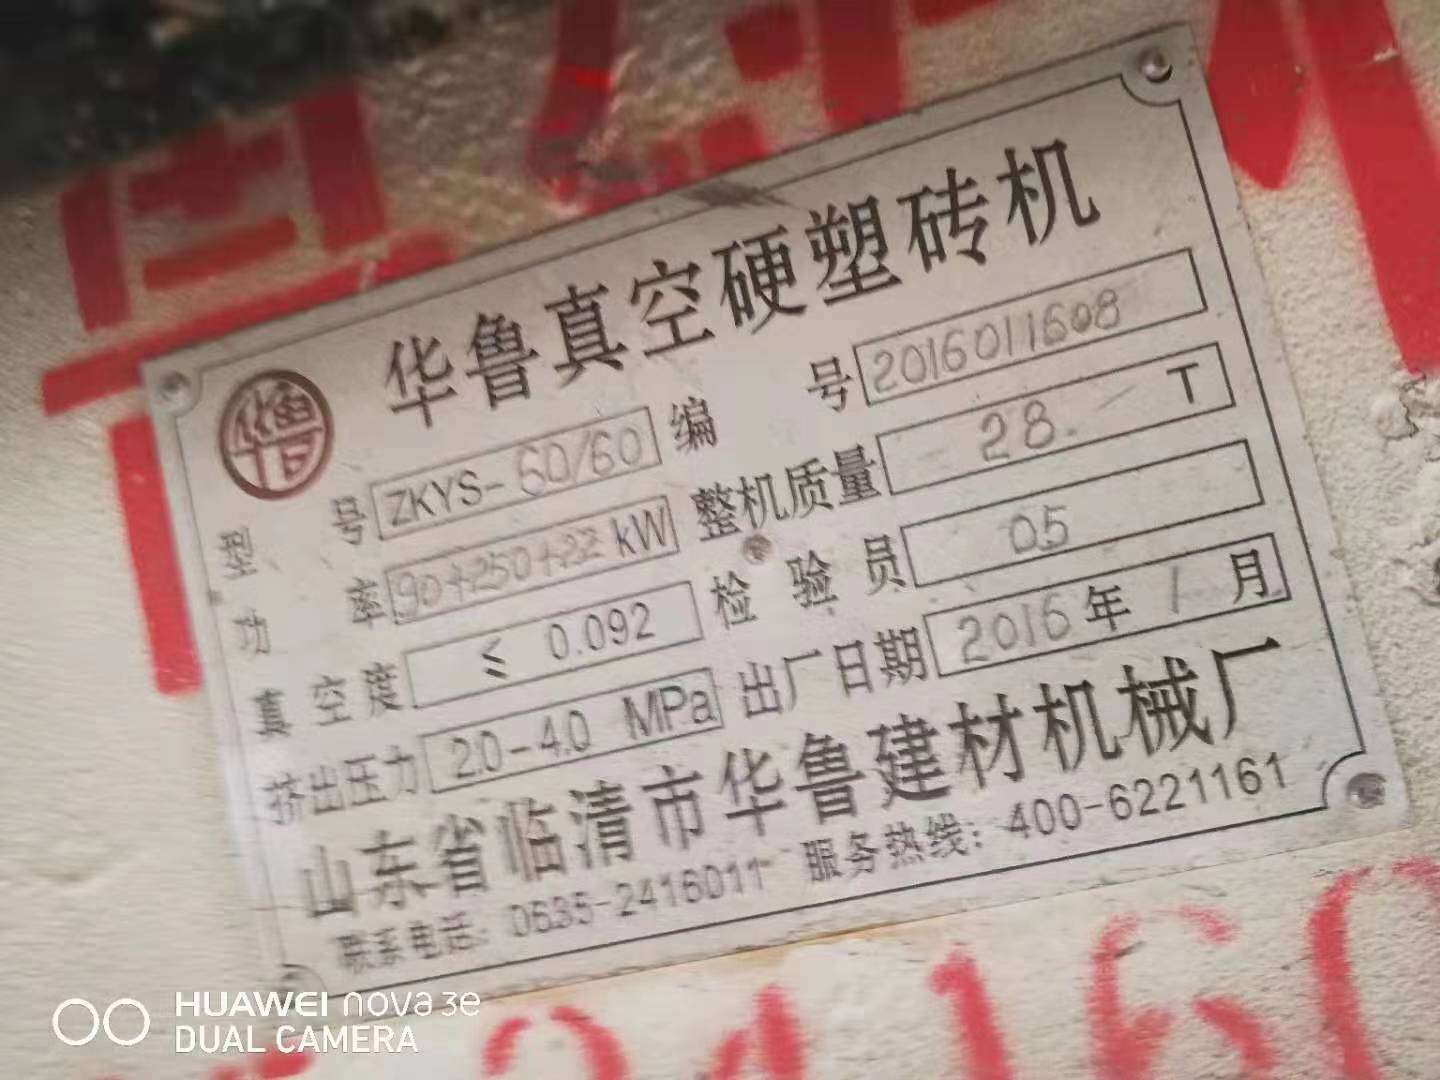 华鲁真空硬塑砖机
华鲁
型号 ZKYS-60/60 编号 2016011608
功率 90+250+22 kW 整机质量 28. T
真空度 ≤ 0.092 检验员 05
挤出压力 2.0-4.0 MPa 出厂日期 2016年1月
山东省临清市华鲁建材机械厂
联系电话: 0635-2416011 服务热线: 400-6221161
2416
HUAWEI nova 3e
DUAL CAMERA